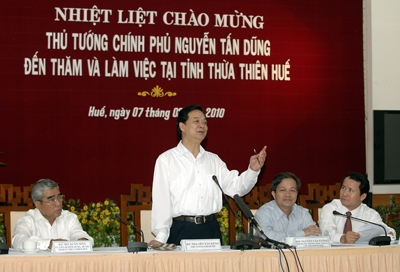 NHIỆT LIỆT CHÀO MỪNG
THỦ TƯỚNG CHÍNH PHỦ NGUYỄN TẤN DŨNG
ĐẾN THĂM VÀ LÀM VIỆC TẠI TỈNH THỪA THIÊN HUẾ
Huế, ngày 07 tháng 2010